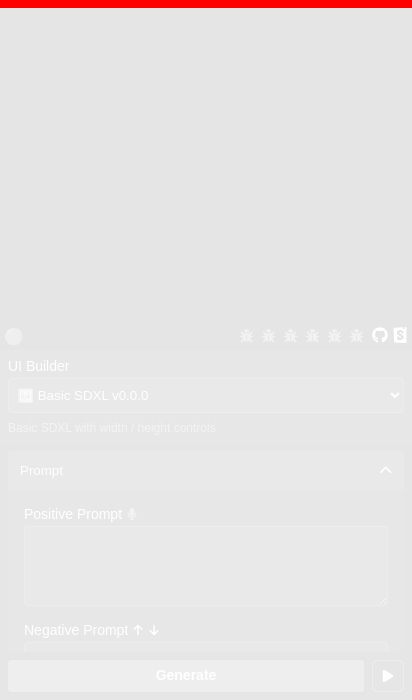 UI Builder
Basic SDXL v0.0.0
Basic SDXL with width / height controls
Prompt
Positive Prompt
Negative Prompt
Generate